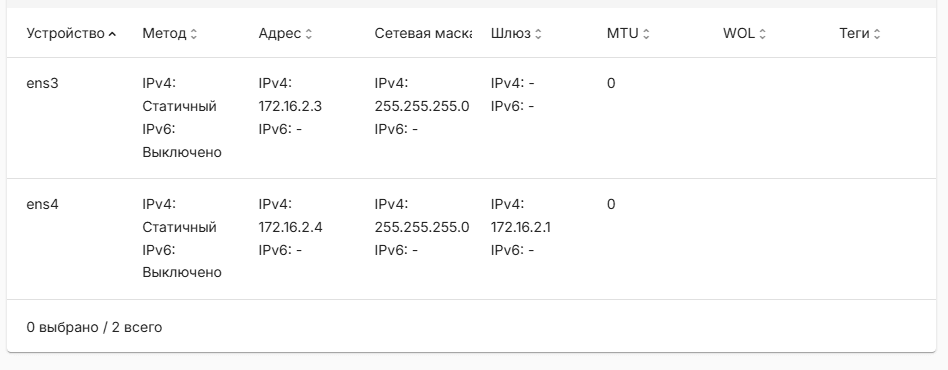 Устройство Метод Адрес Сетевая маска Шлюз MTU WOL Теги
ens3 IPv4: IPv4: IPv4: IPv4: - 0
Статичный 172.16.2.3 255.255.255.0 IPv6: -
IPv6: IPv6: - IPv6: -
Выключено
ens4 IPv4: IPv4: IPv4: IPv4: 0
Статичный 172.16.2.4 255.255.255.0 172.16.2.1
IPv6: IPv6: - IPv6: - IPv6: -
Выключено
0 выбрано / 2 всего